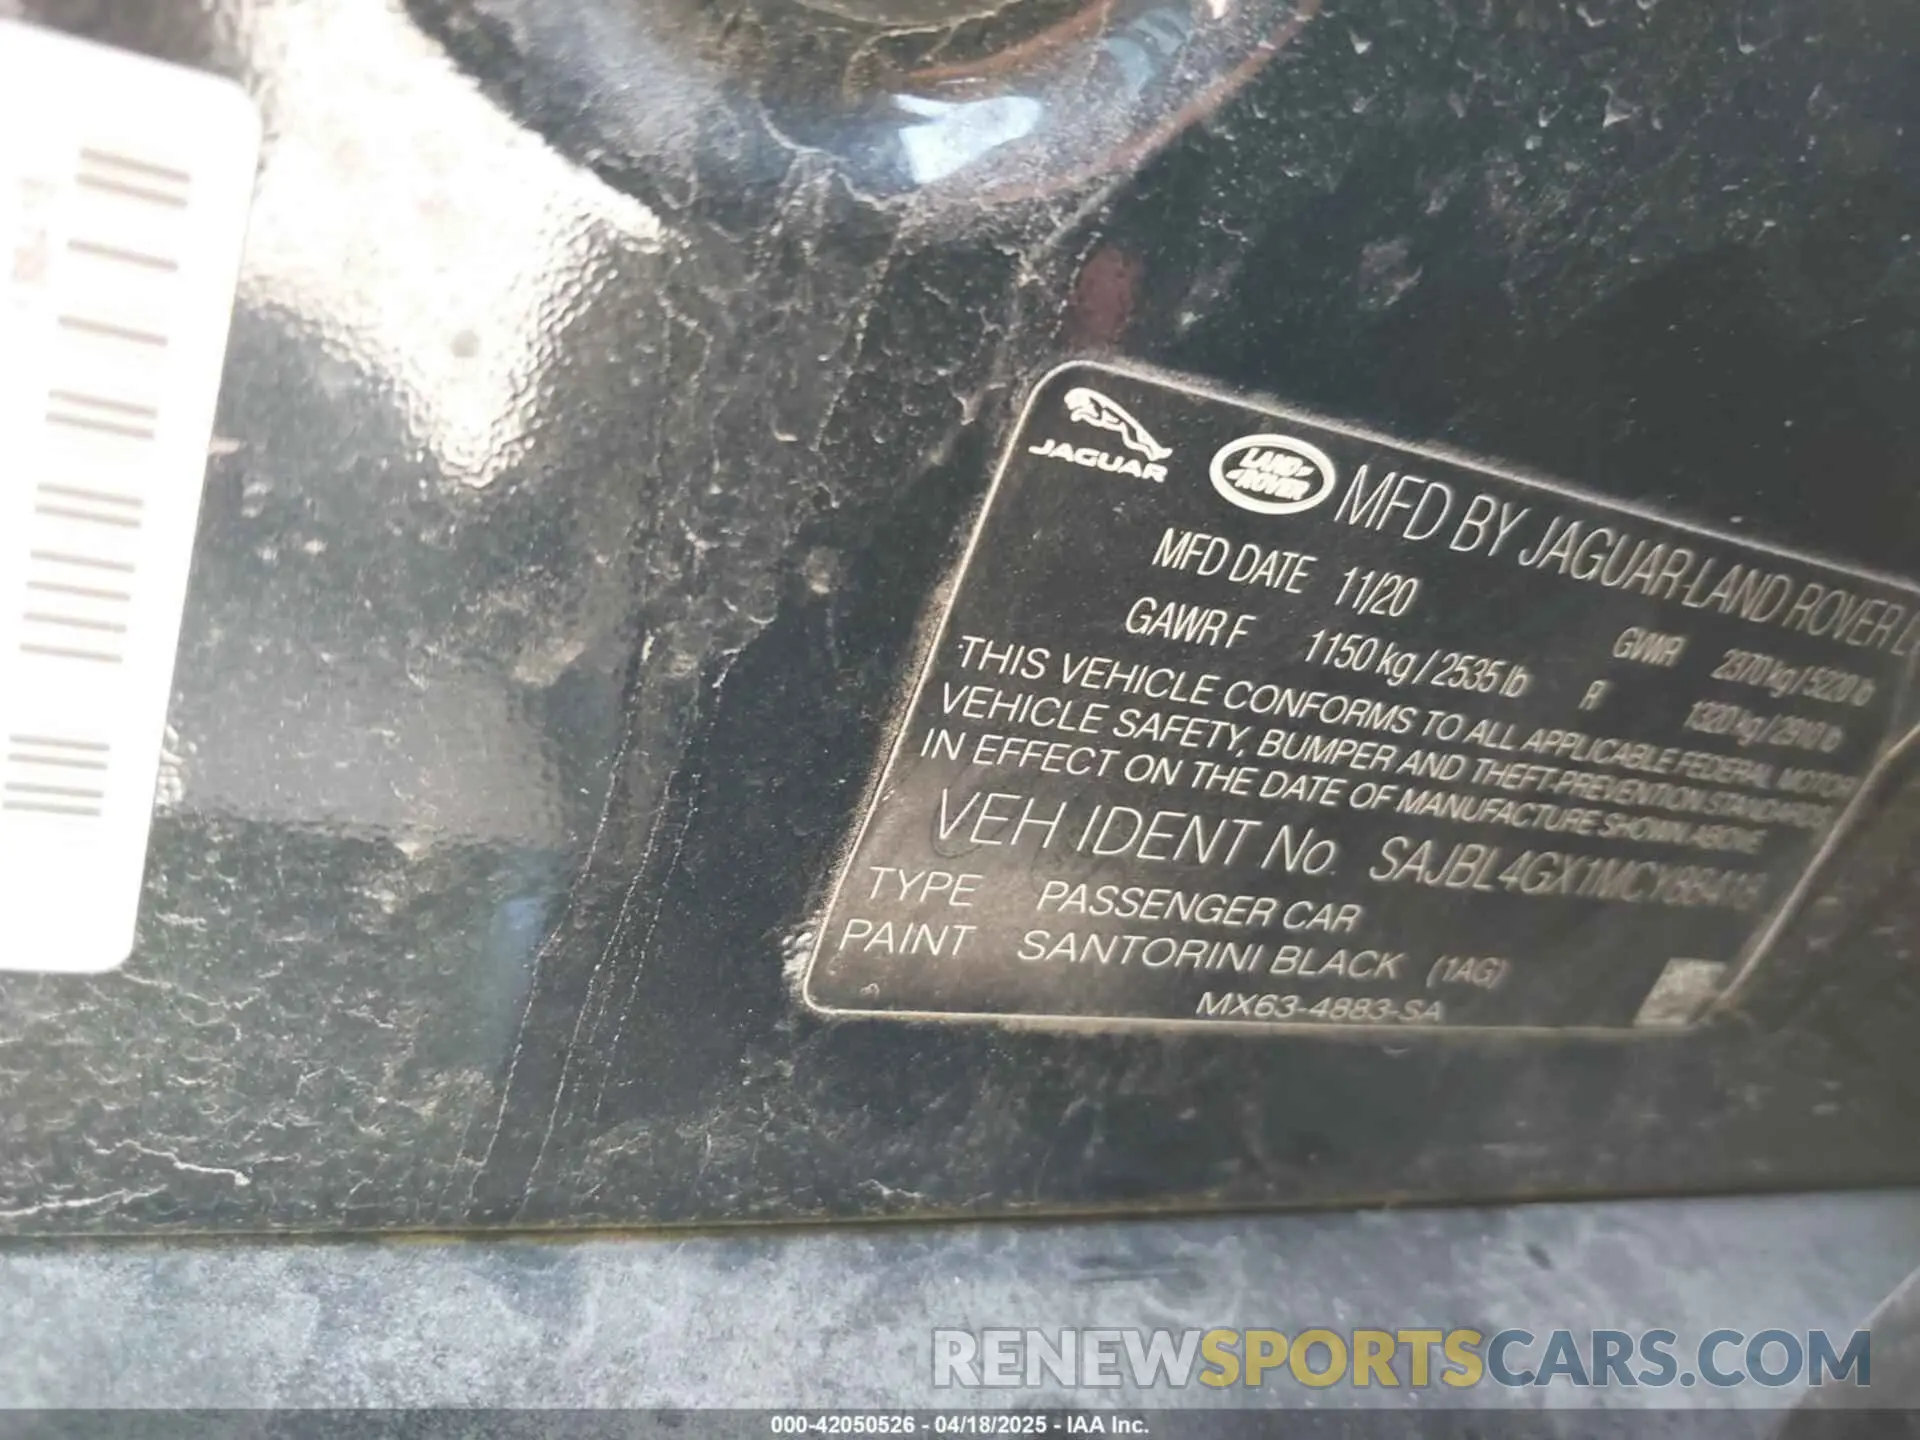 JAGUAR
LAND ROVER
MFD BY JAGUAR-LAND ROVER
MFD DATE 11/20
GVWR 2370 kg / 5220 lb
GAWR F 1150 kg / 2535 lb R 1320 kg / 2910 lb
THIS VEHICLE CONFORMS TO ALL APPLICABLE FEDERAL MOTOR
VEHICLE SAFETY, BUMPER AND THEFT-PREVENTION STANDARDS
IN EFFECT ON THE DATE OF MANUFACTURE SHOWN ABOVE
VEH IDENT No.
TYPE PASSENGER CAR
PAINT SANTORINI BLACK (1AG)
MX63-4883-SA
RENEWSPORTSCARS.COM
000-42050526 - 04/18/2025 - IAA Inc.